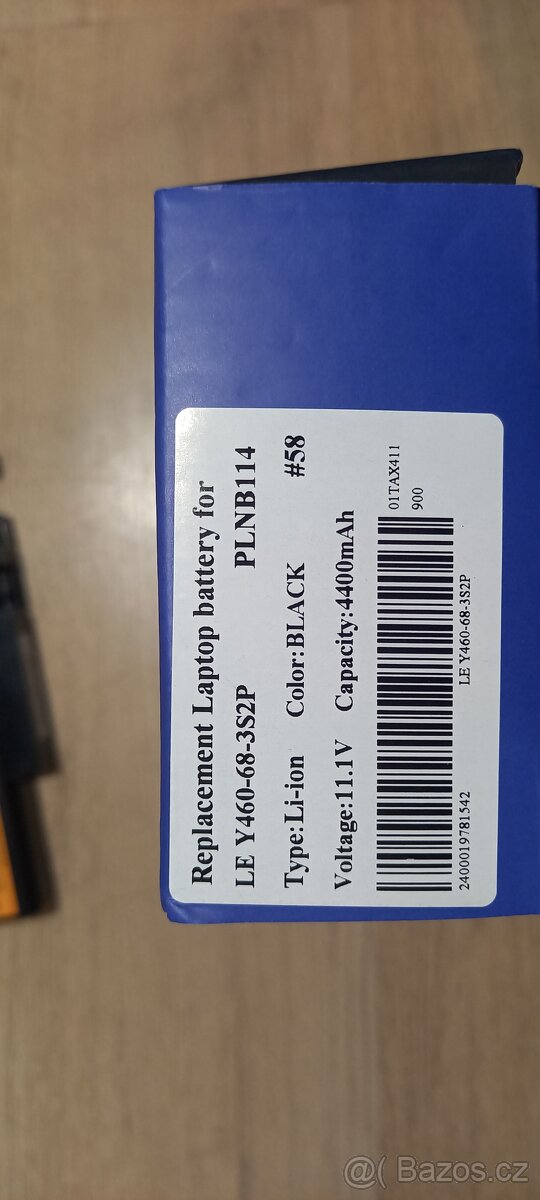 Replacement Laptop battery for
LE Y460-68-3S2P PLNB114
Type:Li-ion Color:BLACK #58
Voltage:11.1V Capacity:4400mAh
01TAX411
900
2400019781542 LE Y460-68-3S2P
@( Bazos.cz